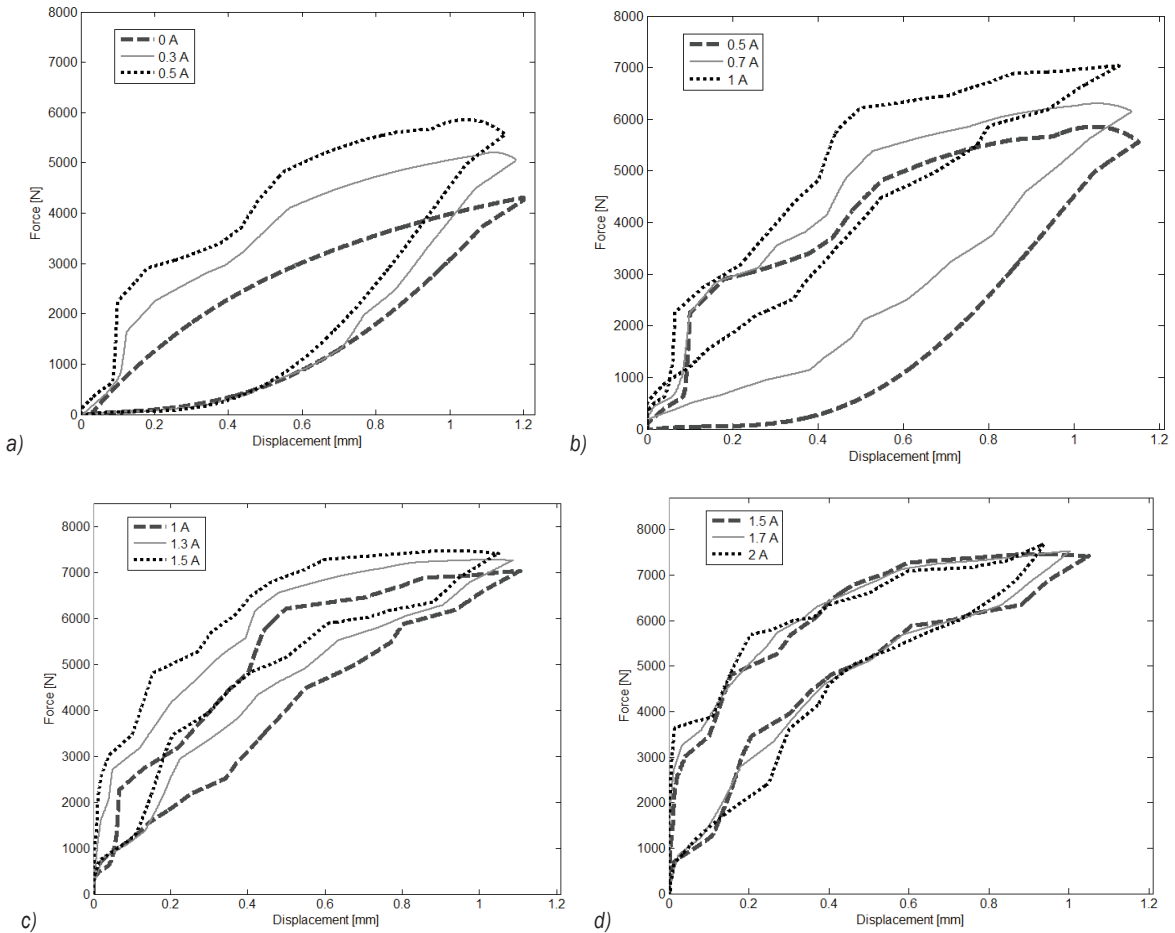 8000
7000
6000
5000
4000
3000
2000
1000
0
Force [N]
0 A
0.3 A
0.5 A
0 0.2 0.4 0.6 0.8 1 1.2
Displacement [mm]
a)
8000
7000
6000
5000
4000
3000
2000
1000
0
Force [N]
0.5 A
0.7 A
1 A
0 0.2 0.4 0.6 0.8 1 1.2
Displacement [mm]
b)
8000
7000
6000
5000
4000
3000
2000
1000
0
Force [N]
1 A
1.3 A
1.5 A
0 0.2 0.4 0.6 0.8 1 1.2
Displacement [mm]
c)
8000
7000
6000
5000
4000
3000
2000
1000
0
Force [N]
1.5 A
1.7 A
2 A
0 0.2 0.4 0.6 0.8 1 1.2
Displacement [mm]
d)